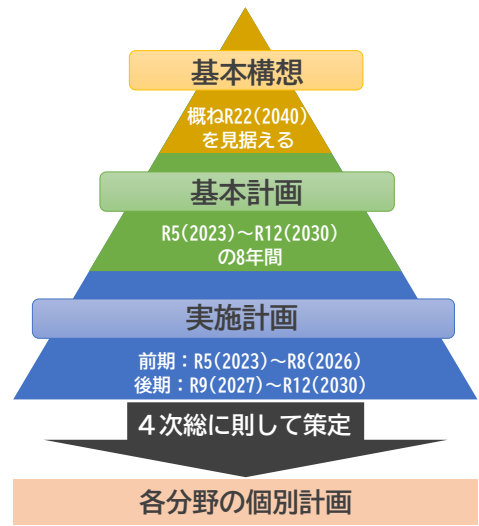 基本構想
概ねR22(2040)
を見据える
基本計画
R5(2023)～R12(2030)
の8年間
実施計画
前期：R5(2023)～R8(2026)
後期：R9(2027)～R12(2030)
４次総に則して策定
各分野の個別計画